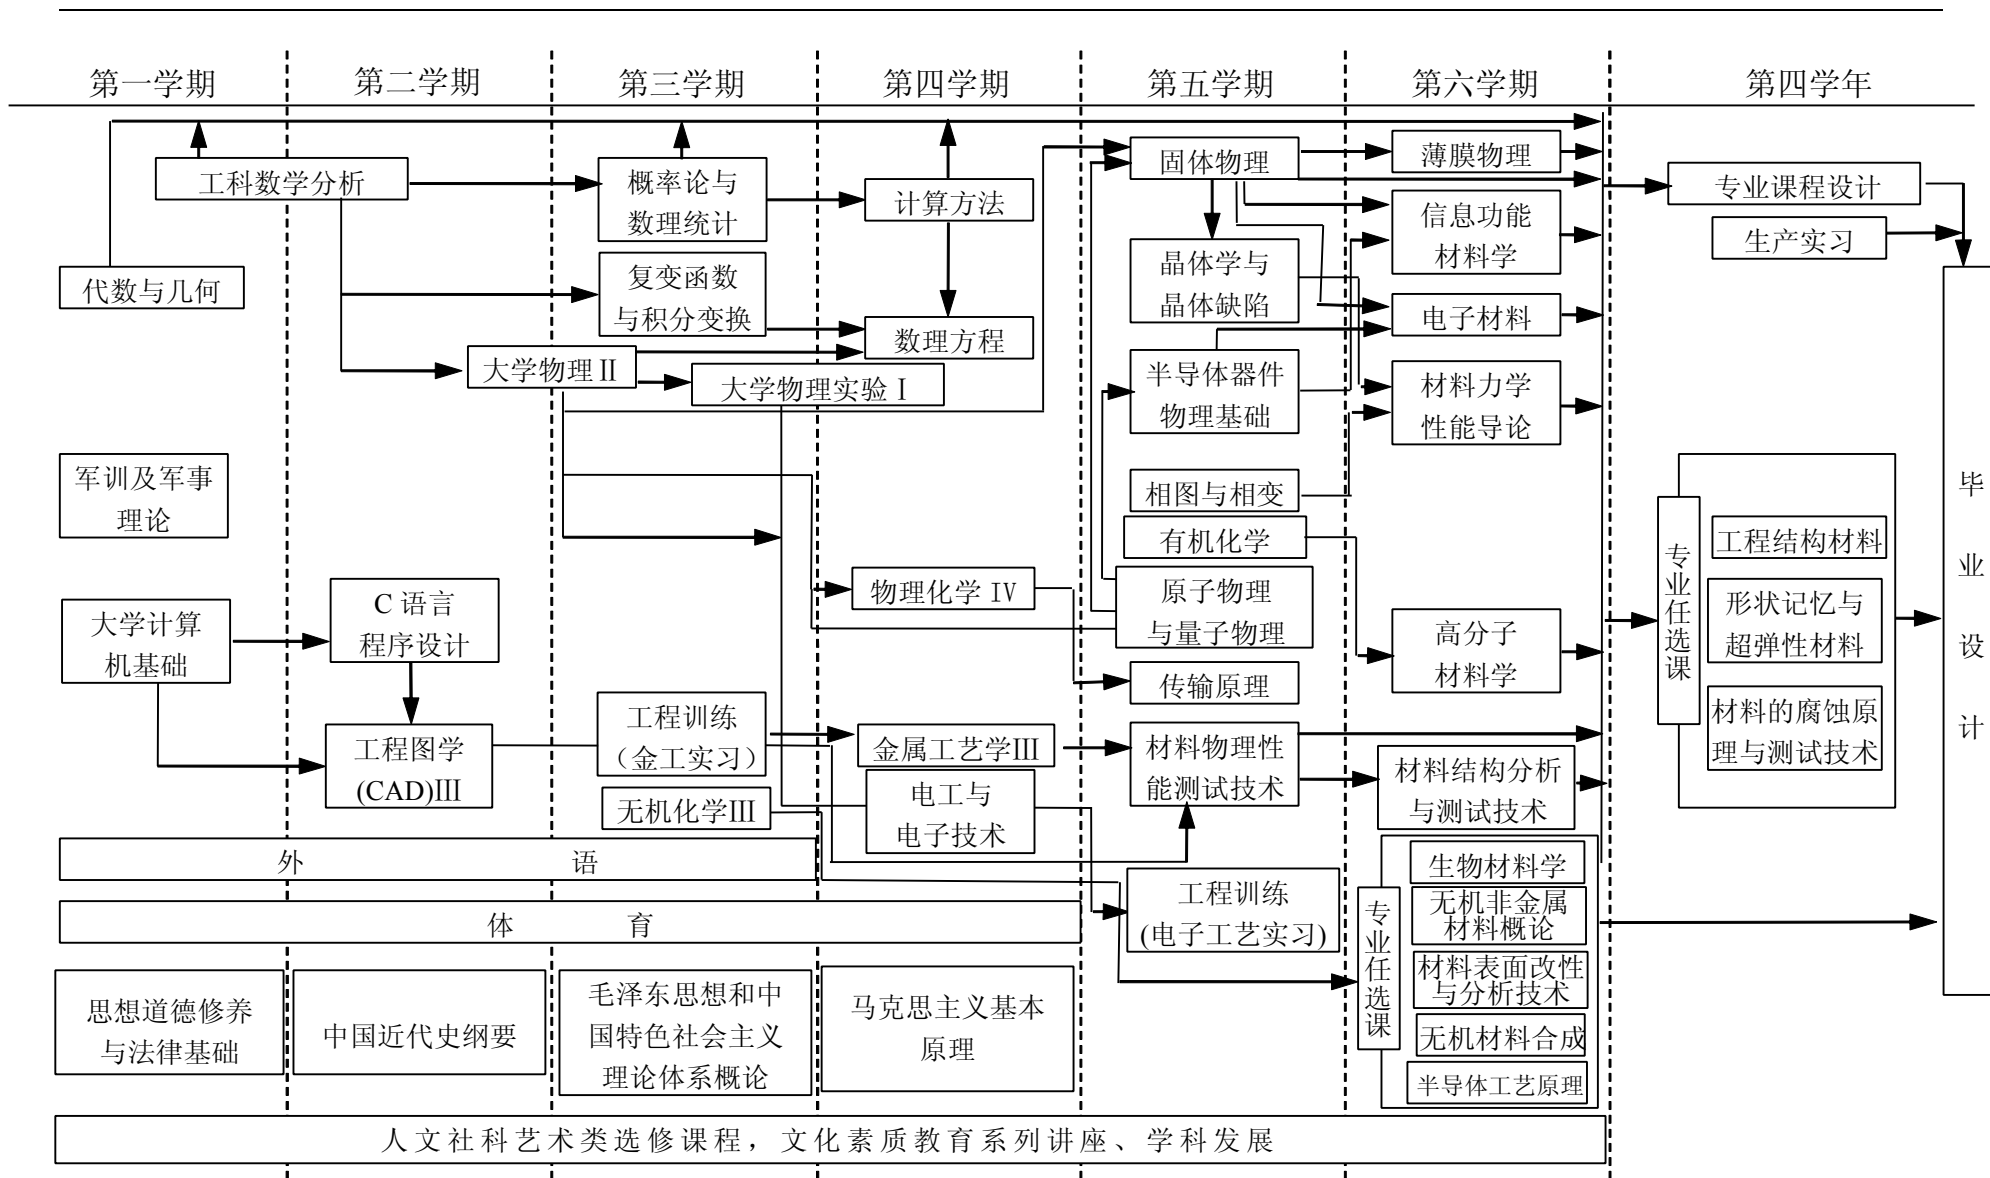 第一学期
第二学期
第三学期
第四学期
第五学期
第六学期
第四学年
工科数学分析
代数与几何
军训及军事
理论
大学计算
机基础
C 语言
程序设计
工程图学
(CAD)Ⅲ
大学物理Ⅱ
概率论与
数理统计
复变函数
与积分变换
大学物理实验Ⅰ
工程训练
（金工实习）
无机化学Ⅲ
计算方法
数理方程
物理化学 IV
金属工艺学Ⅲ
电工与
电子技术
固体物理
晶体学与
晶体缺陷
半导体器件
物理基础
相图与相变
有机化学
原子物理
与量子物理
传输原理
材料物理性
能测试技术
工程训练
(电子工艺实习)
薄膜物理
信息功能
材料学
电子材料
材料力学
性能导论
高分子
材料学
材料结构分析
与测试技术
专业任选课
生物材料学
无机非金属
材料概论
材料表面改性
与分析技术
无机材料合成
半导体工艺原理
专业课程设计
生产实习
专业任选课
工程结构材料
形状记忆与
超弹性材料
材料的腐蚀原
理与测试技术
毕业设计
外 语
体 育
思想道德修养
与法律基础
中国近代史纲要
毛泽东思想和中
国特色社会主义
理论体系概论
马克思主义基本
原理
人文社科艺术类选修课程，文化素质教育系列讲座、学科发展